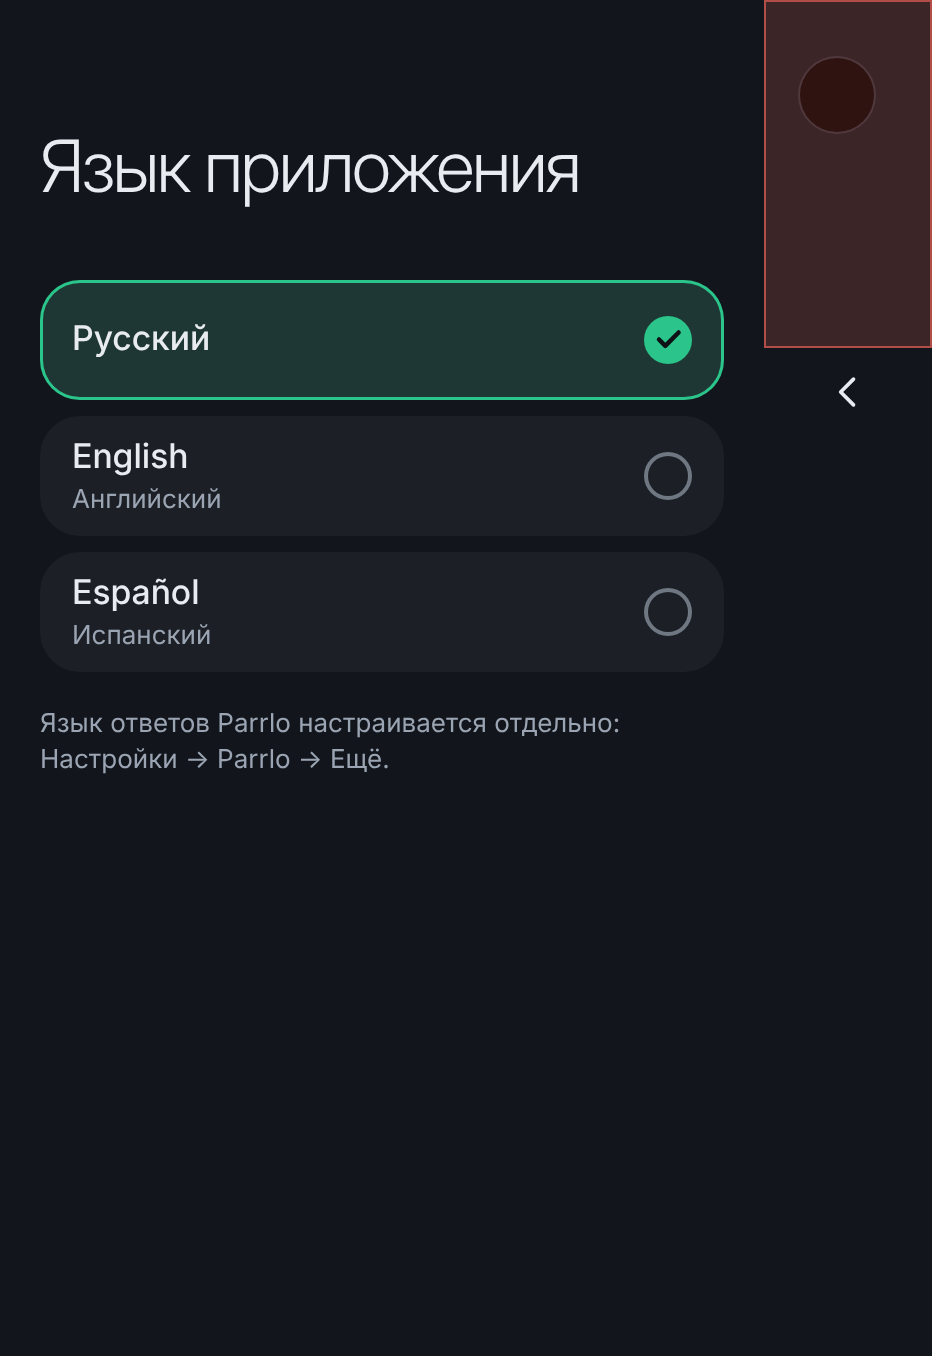 Язык приложения
Русский
English
Английский
Español
Испанский
Язык ответов Parrlo настраивается отдельно:
Настройки → Parrlo → Ещё.